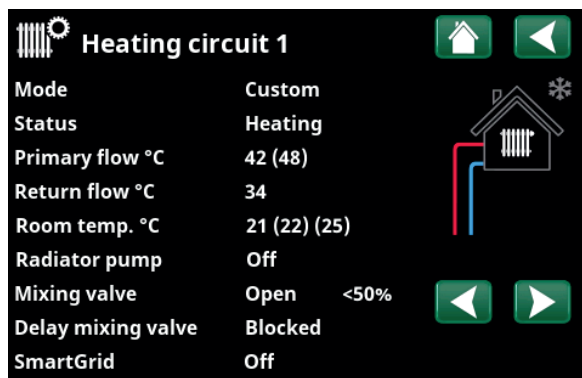 Heating circuit 1
Mode Custom
Status Heating
Primary flow °C 42 (48)
Return flow °C 34
Room temp. °C 21 (22) (25)
Radiator pump Off
Mixing valve Open <50%
Delay mixing valve Blocked
SmartGrid Off